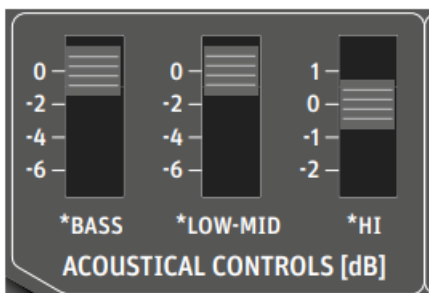 0 0 1
-2 -2 0
-4 -4 -1
-6 -6 -2
*BASS *LOW-MID *HI
ACOUSTICAL CONTROLS [dB]